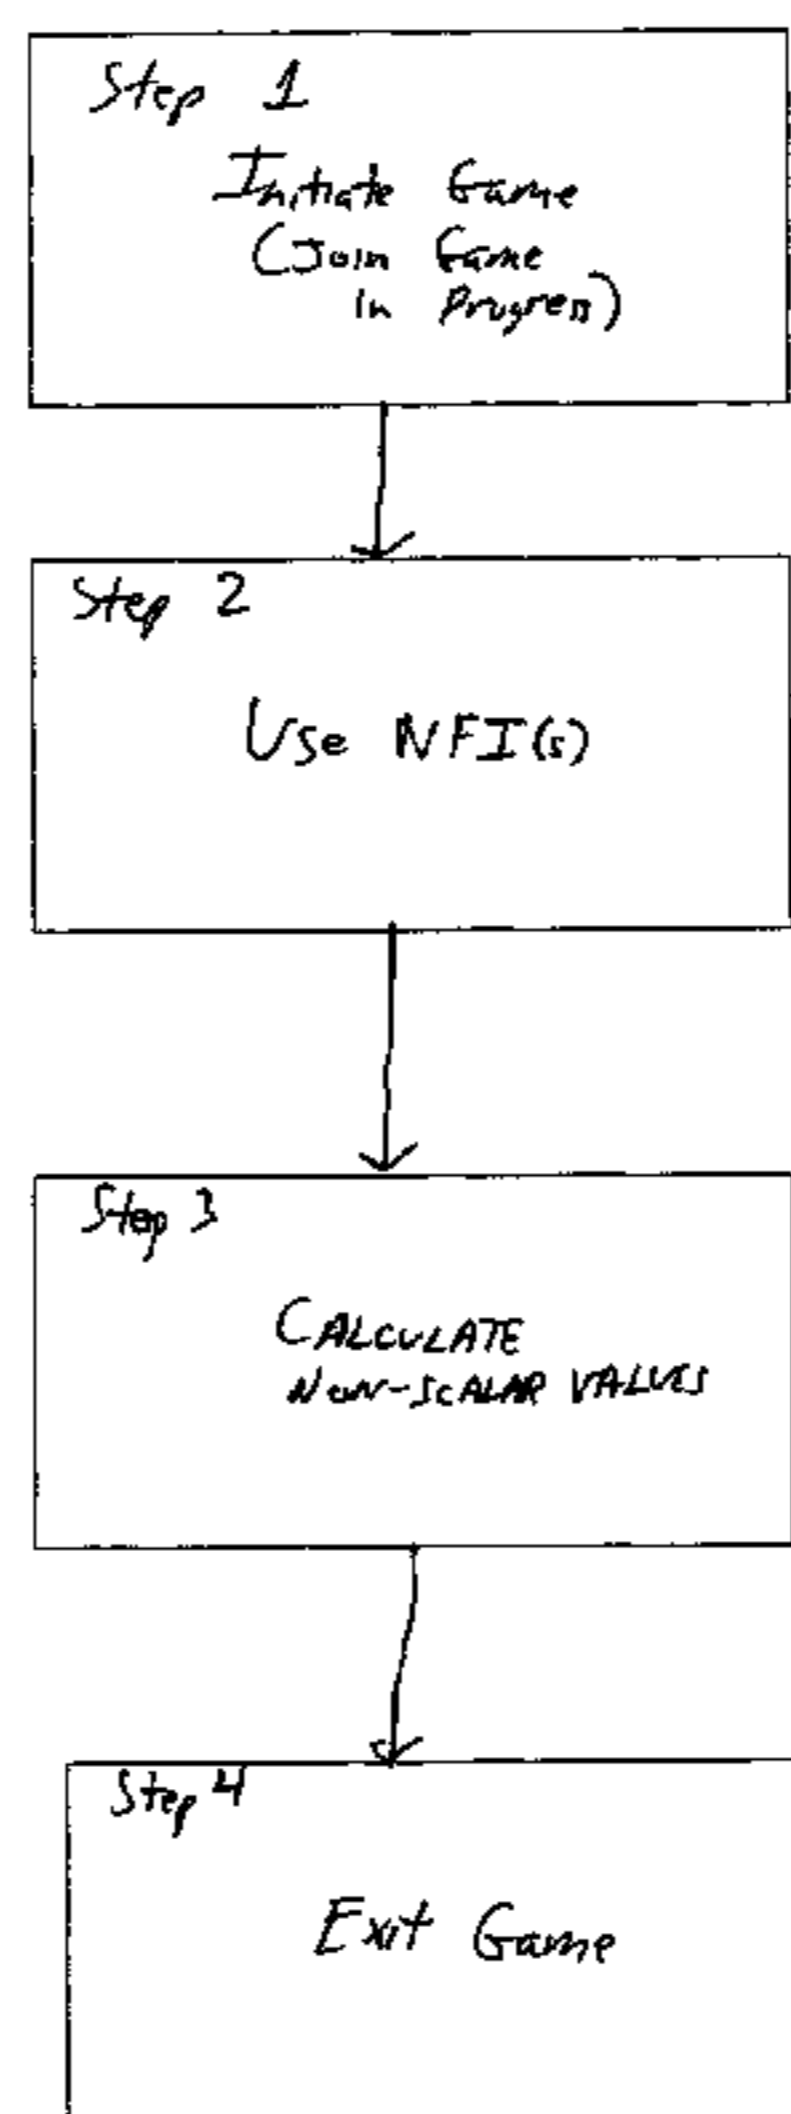 Step 1
Initiate Game
(Join Game
in Progress)
Step 2
Use NFI(s)
Step 3
CALCULATE
NON-SCALAR VALUES
Step 4
Exit Game